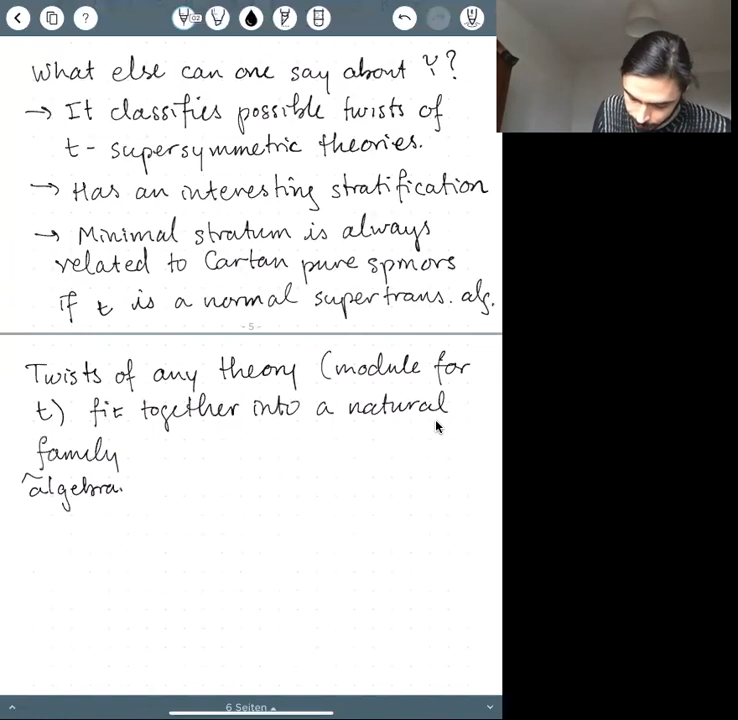 What else can one say about Y?
→ It classifies possible twists of
t - supersymmetric theories.
→ Has an interesting stratification
→ Minimal stratum is always
related to Cartan pure spinors
if t is a normal supertrans. alg.
- 5 -
Twists of any theory (module for
t) fit together into a natural
family
algebra.
6 Seiten